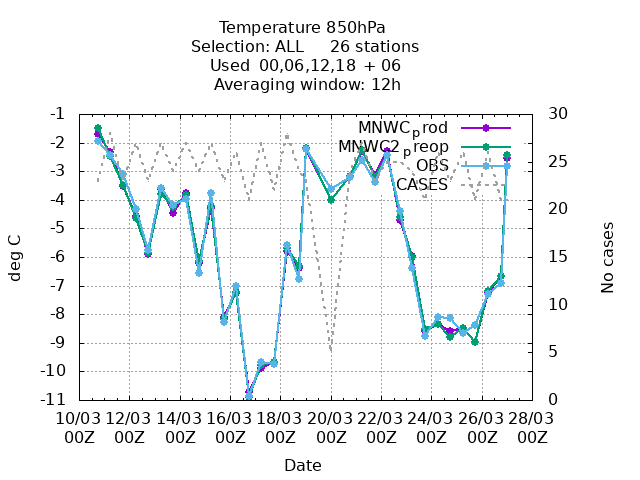 Temperature 850hPa
Selection: ALL     26 stations
Used  00,06,12,18 + 06
Averaging window: 12h
-1
-2
-3
-4
-5
-6
-7
-8
-9
-10
-11
30
25
20
15
10
5
0
MNWCprod
MNWC2preop
OBS
CASES
deg C
No cases
10/03 12/03 14/03 16/03 18/03 20/03 22/03 24/03 26/03 28/03
00Z 00Z 00Z 00Z 00Z 00Z 00Z 00Z 00Z 00Z
Date